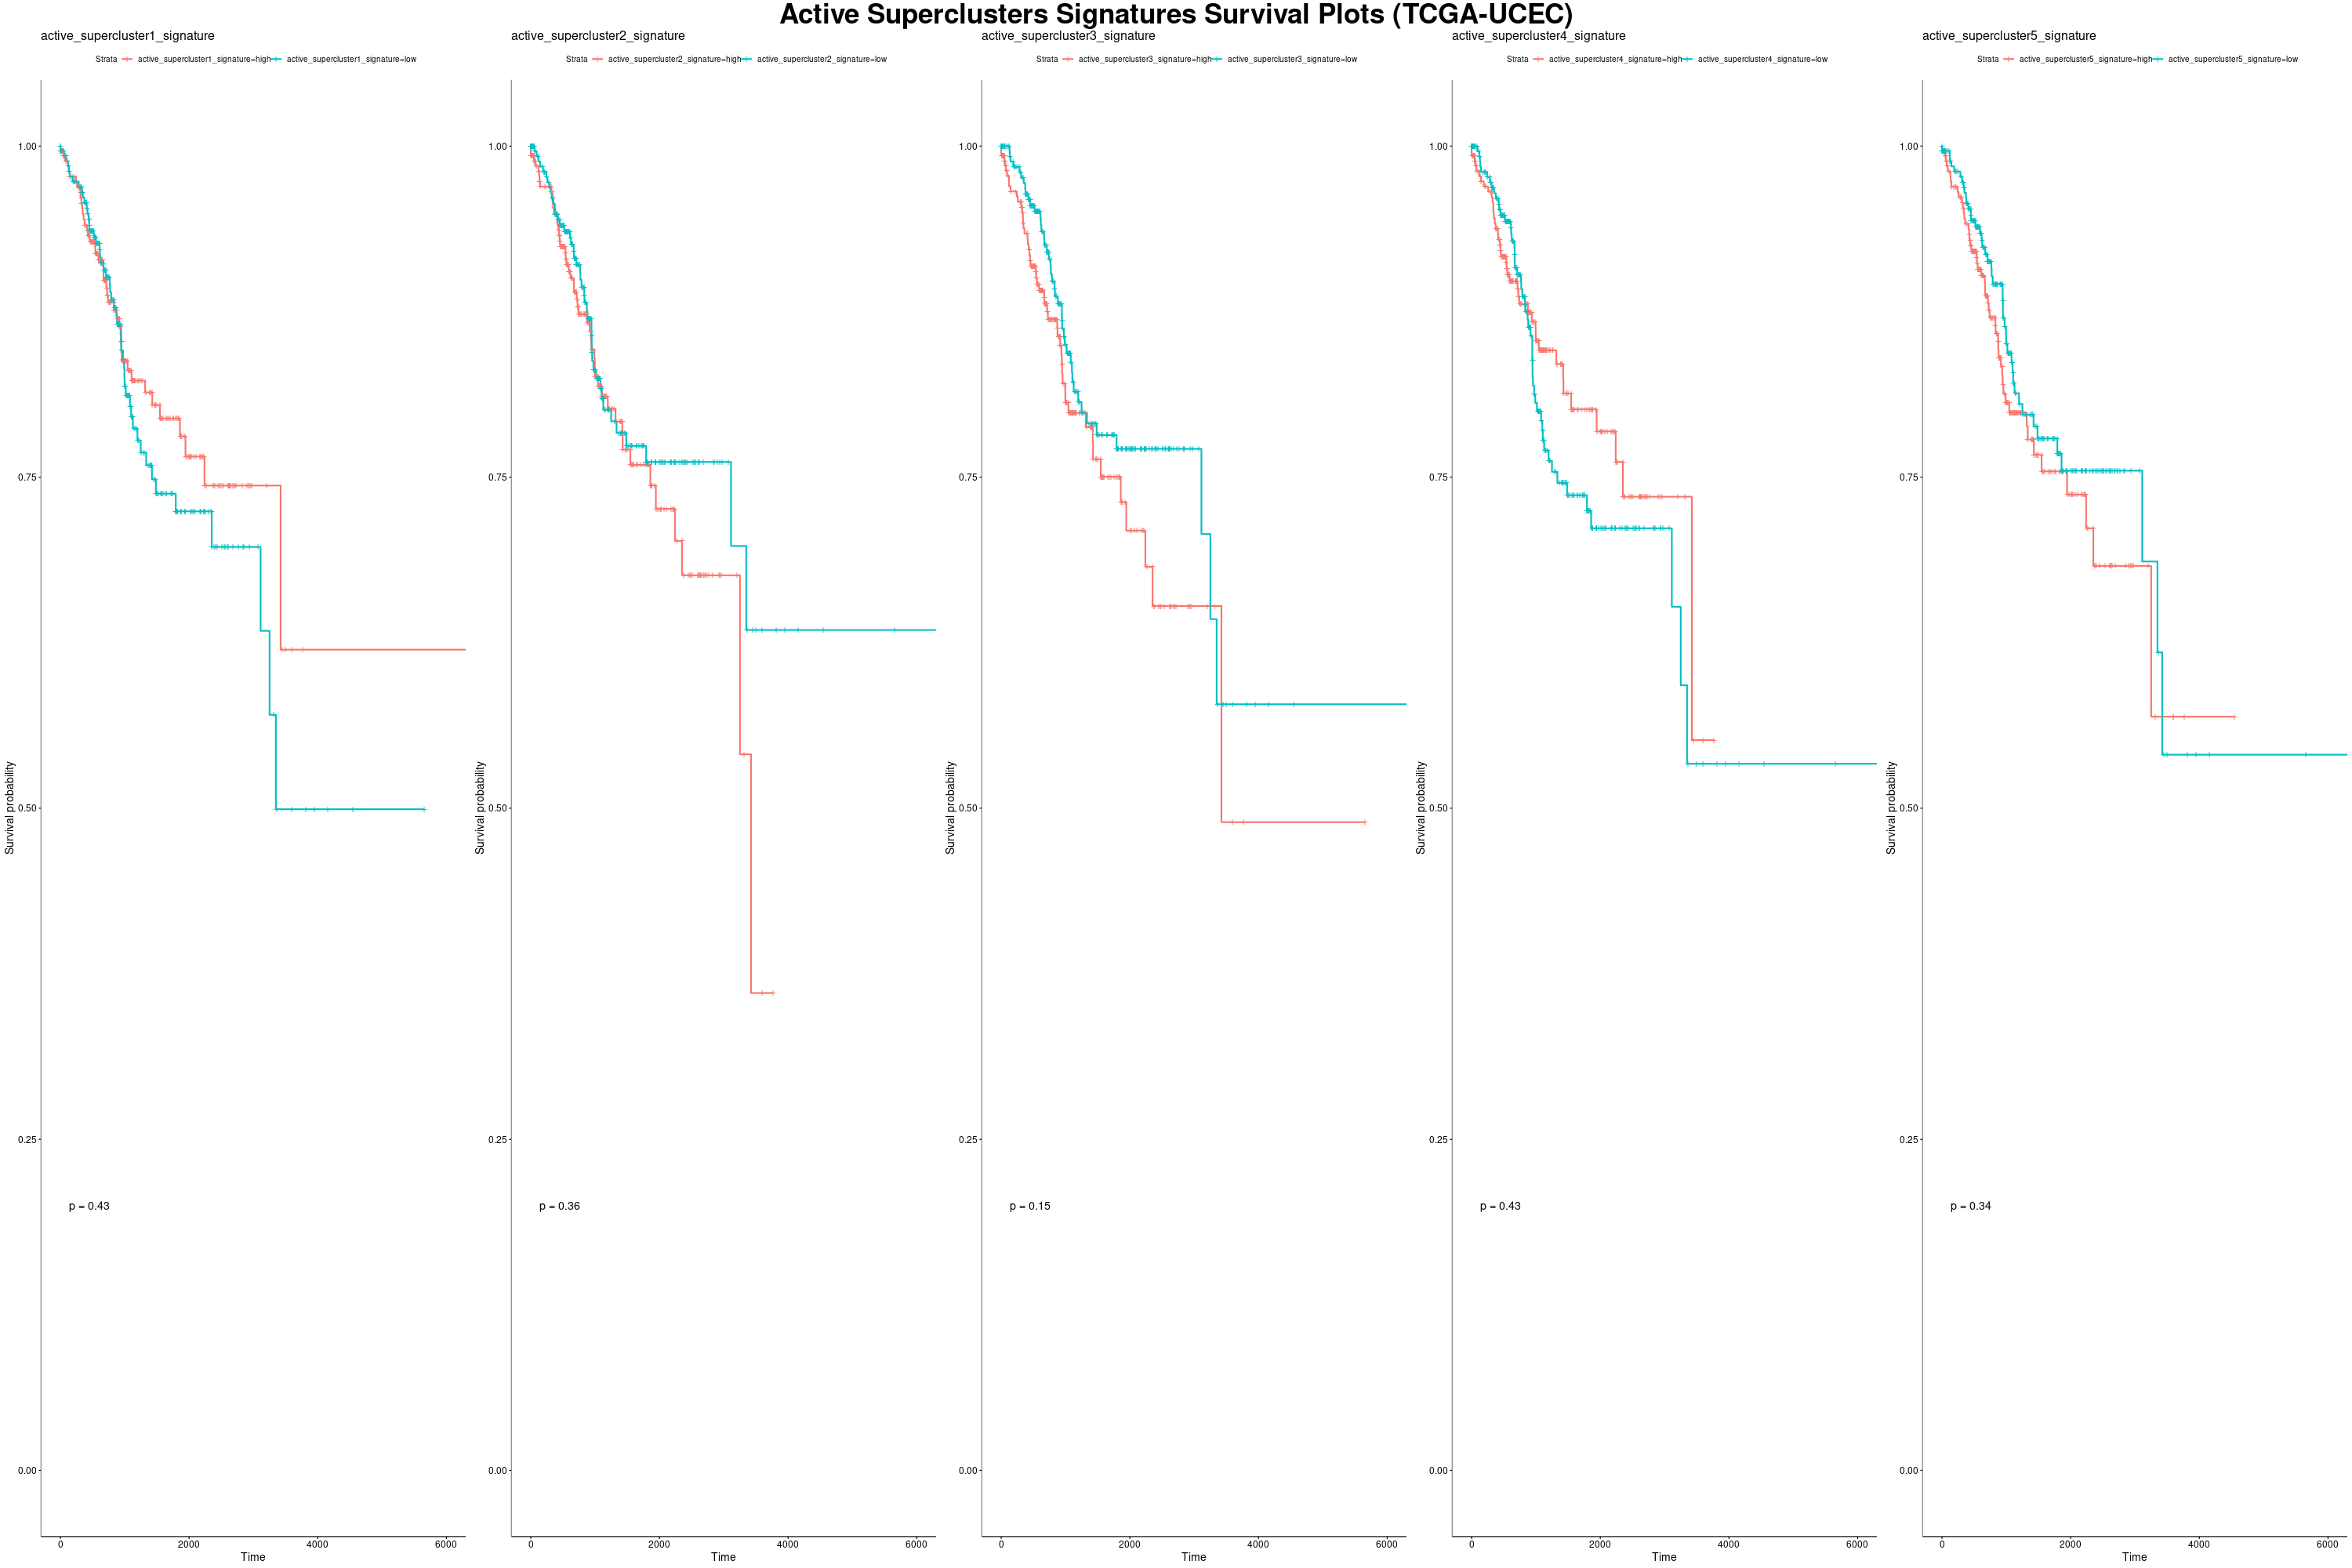 Active Superclusters Signatures Survival Plots (TCGA-UCEC)
active_supercluster1_signature
Strata active_supercluster1_signature=high active_supercluster1_signature=low
Survival probability
1.00
0.75
0.50
0.25
0.00
p = 0.43
0 2000 4000 6000
Time
active_supercluster2_signature
Strata active_supercluster2_signature=high active_supercluster2_signature=low
Survival probability
1.00
0.75
0.50
0.25
0.00
p = 0.36
0 2000 4000 6000
Time
active_supercluster3_signature
Strata active_supercluster3_signature=high active_supercluster3_signature=low
Survival probability
1.00
0.75
0.50
0.25
0.00
p = 0.15
0 2000 4000 6000
Time
active_supercluster4_signature
Strata active_supercluster4_signature=high active_supercluster4_signature=low
Survival probability
1.00
0.75
0.50
0.25
0.00
p = 0.43
0 2000 4000 6000
Time
active_supercluster5_signature
Strata active_supercluster5_signature=high active_supercluster5_signature=low
Survival probability
1.00
0.75
0.50
0.25
0.00
p = 0.34
0 2000 4000 6000
Time